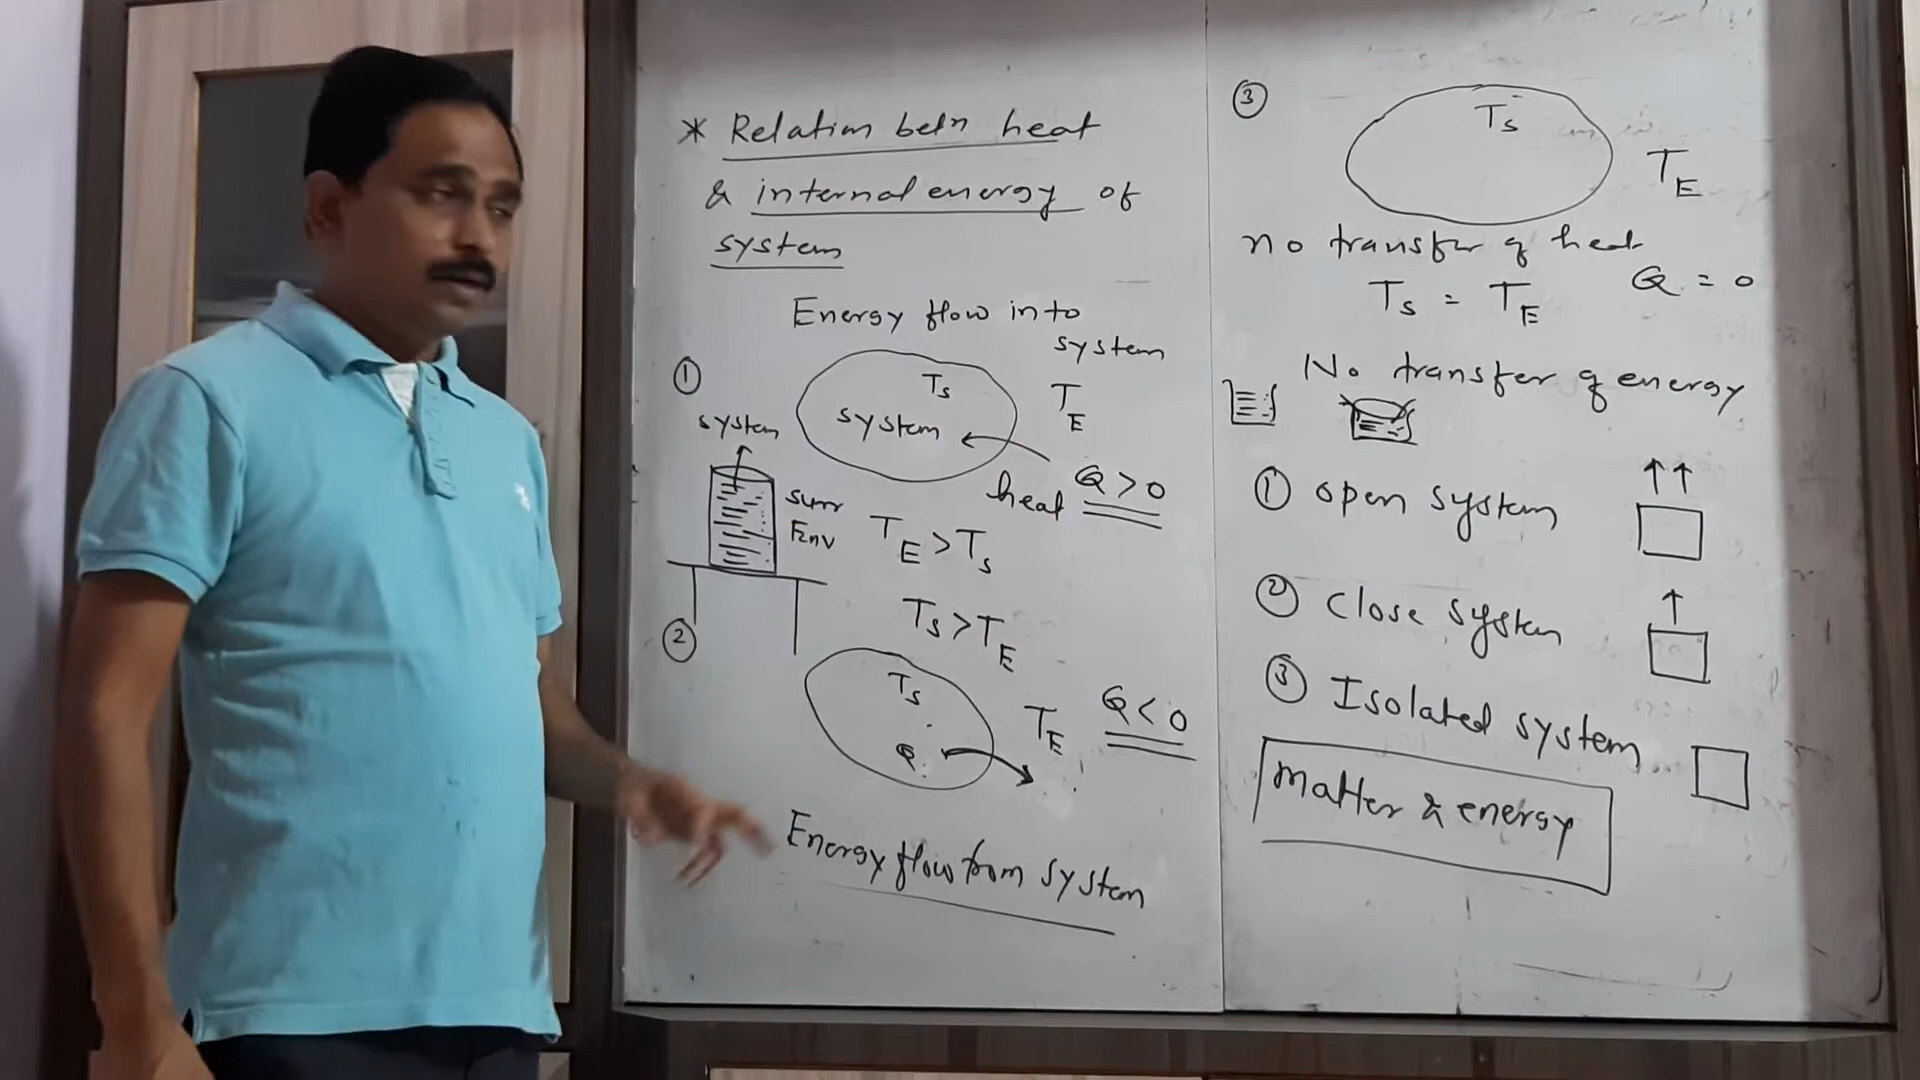 * Relation betn heat
& internal energy of
system
Energy flow into
system
①
Ts
TE
system
system
heat Q > 0
surr
Env
TE > Ts
Ts > TE
②
Ts
TE
Q < 0
Q
Energy flow from system
③
Ts
TE
no transfer of heat
Q = 0
Ts = TE
No transfer of energy
① open system
② close system
③ Isolated system
matter & energy